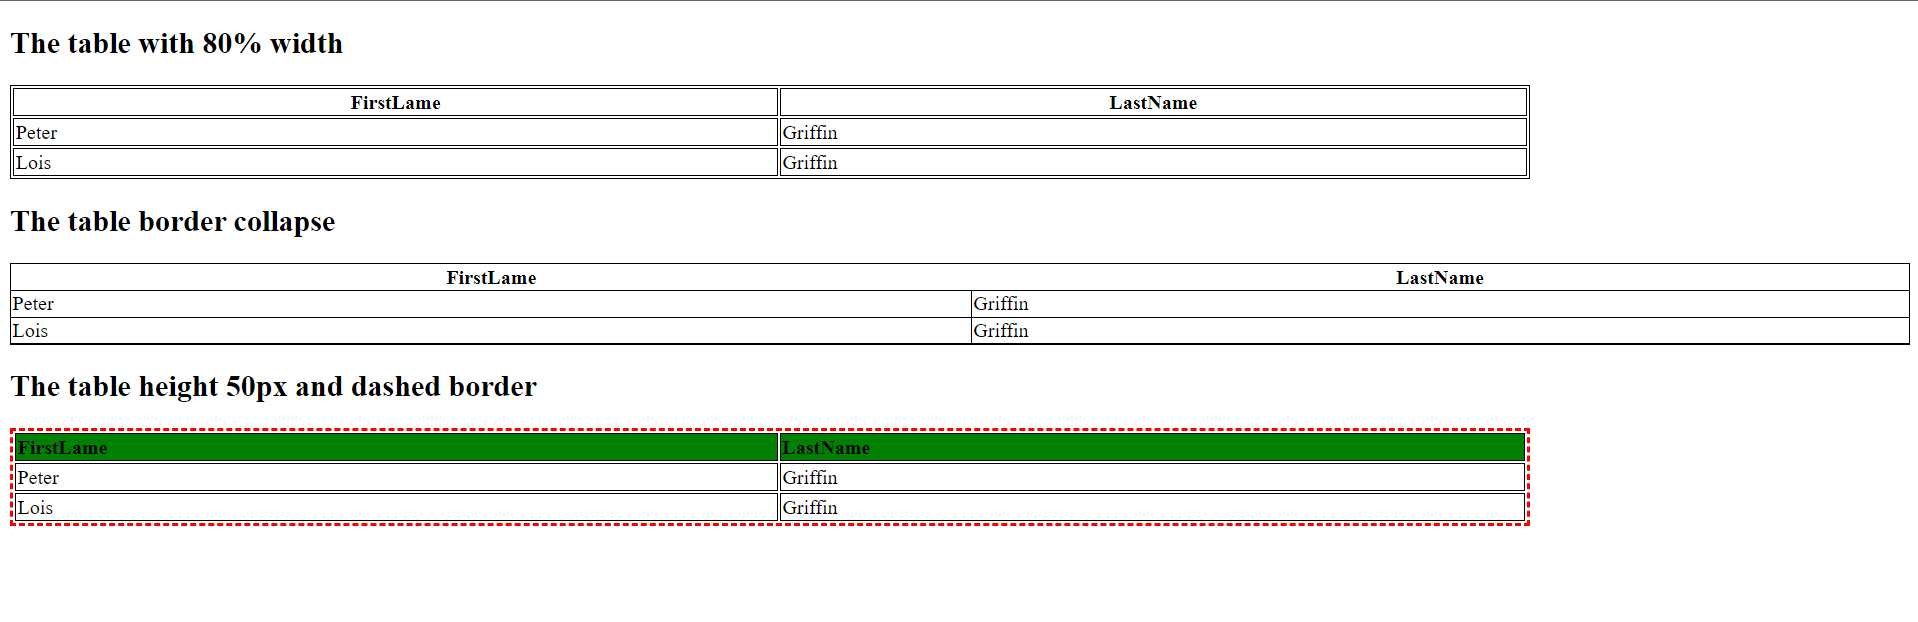 The table with 80% width
FirstLame LastName
Peter Griffin
Lois Griffin
The table border collapse
FirstLame LastName
Peter Griffin
Lois Griffin
The table height 50px and dashed border
FirstLame LastName
Peter Griffin
Lois Griffin